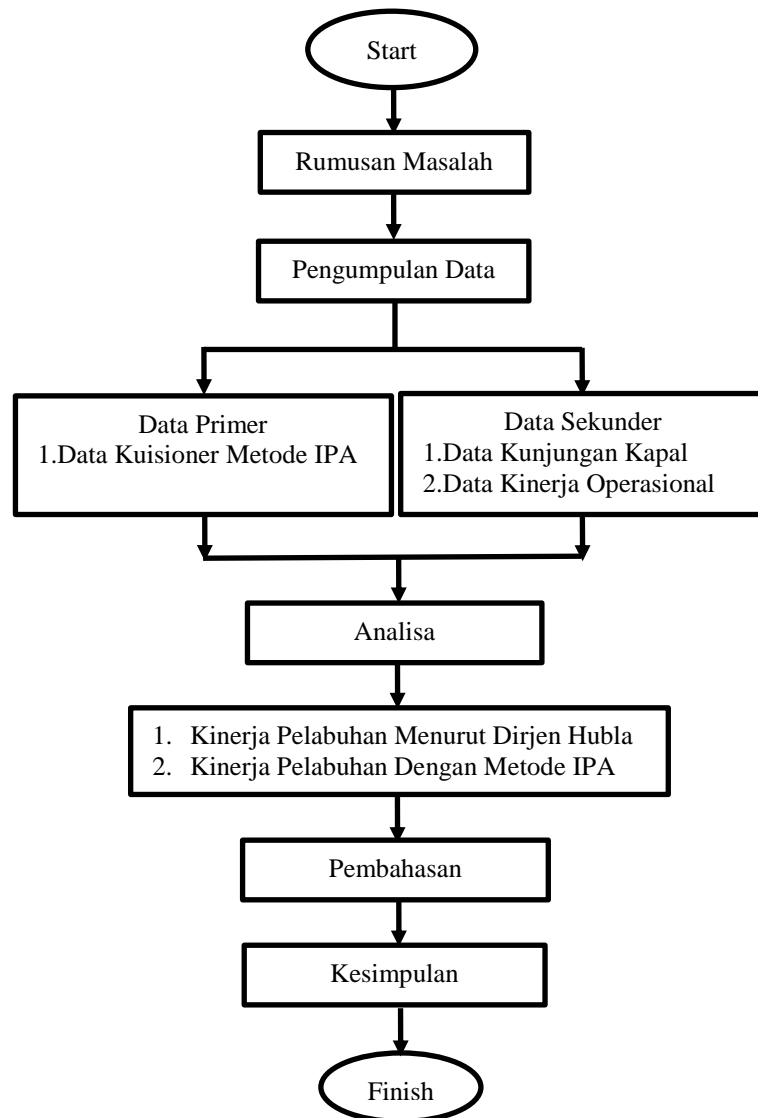 Start
Rumusan Masalah
Pengumpulan Data
Data Primer
1.Data Kuisioner Metode IPA
Data Sekunder
1.Data Kunjungan Kapal
2.Data Kinerja Operasional
Analisa
1. Kinerja Pelabuhan Menurut Dirjen Hubla
2. Kinerja Pelabuhan Dengan Metode IPA
Pembahasan
Kesimpulan
Finish